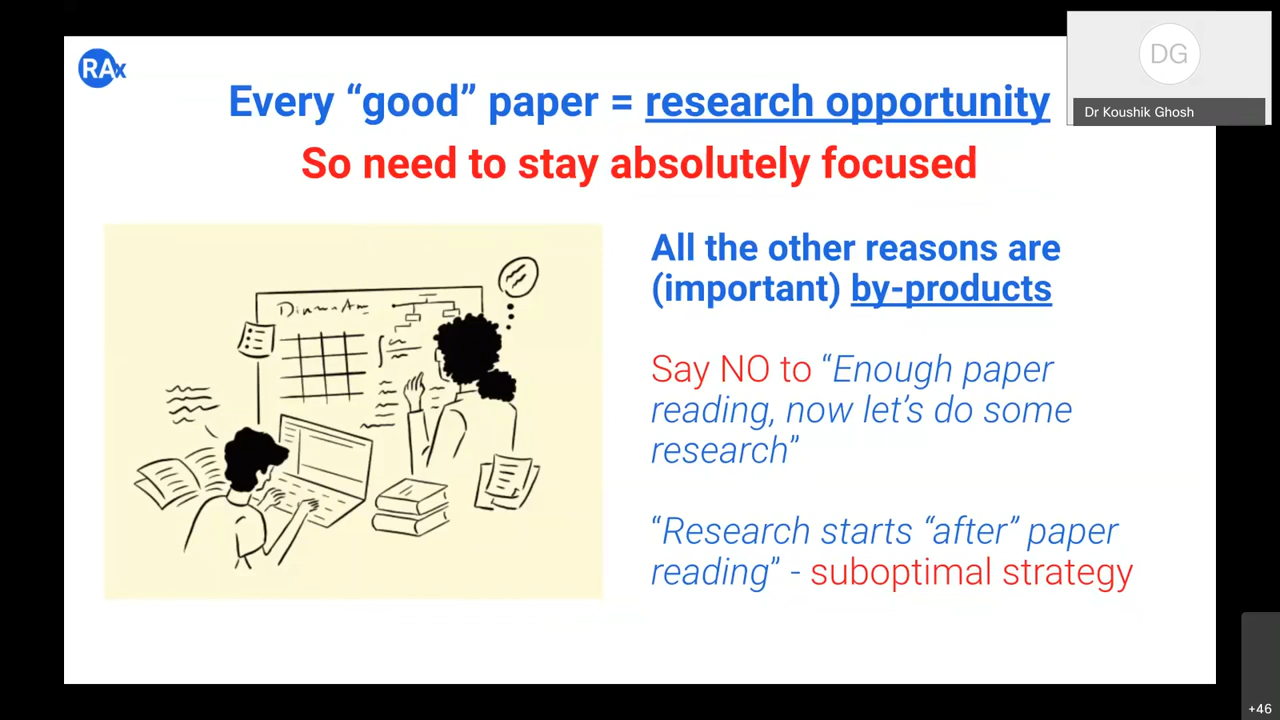 RAx
Every “good” paper = research opportunity
So need to stay absolutely focused
DG
Dr Koushik Ghosh
All the other reasons are
(important) by-products
Say NO to “Enough paper
reading, now let’s do some
research”
“Research starts “after” paper
reading” - suboptimal strategy
+46